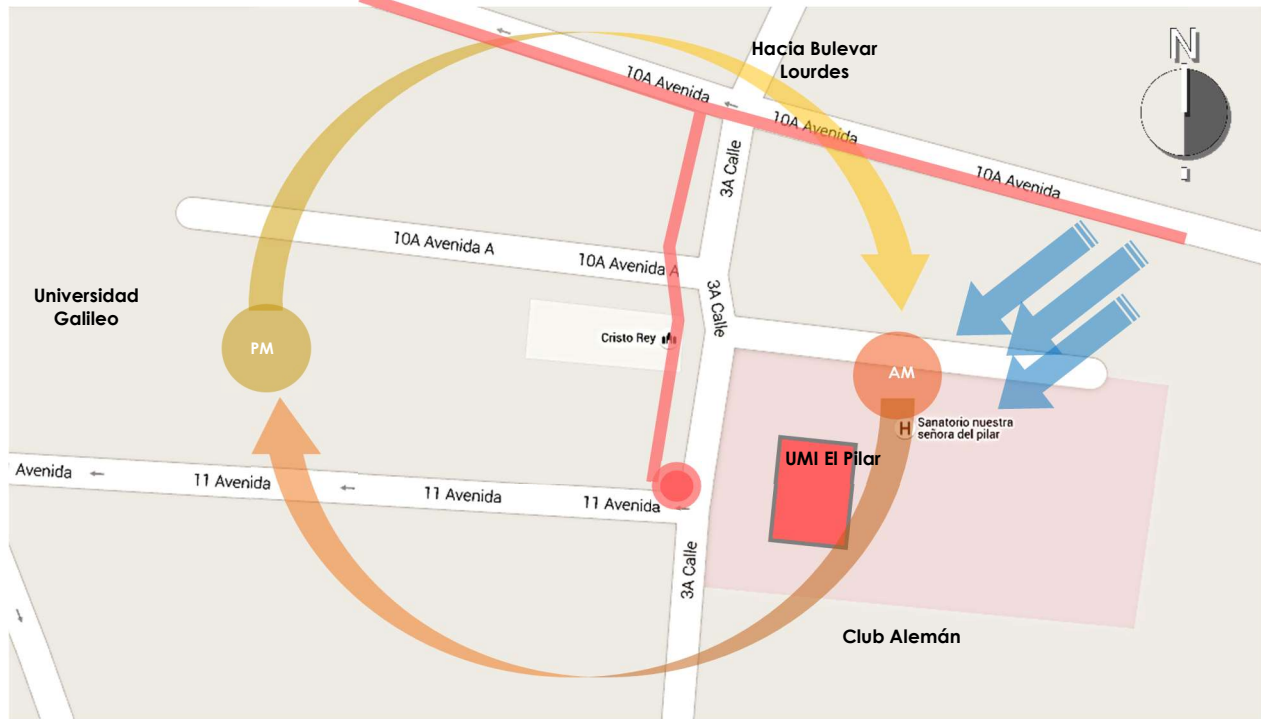 Hacia Bulevar
Lourdes
N
10A Avenida
10A Avenida
10A Avenida
3A Calle
10A Avenida A
10A Avenida A
Universidad
Galileo
3A Calle
Cristo Rey
PM
AM
H
Sanatorio nuestra
señora del pilar
UMI El Pilar
Avenida
11 Avenida
11 Avenida
11 Avenida
3A Calle
Club Alemán